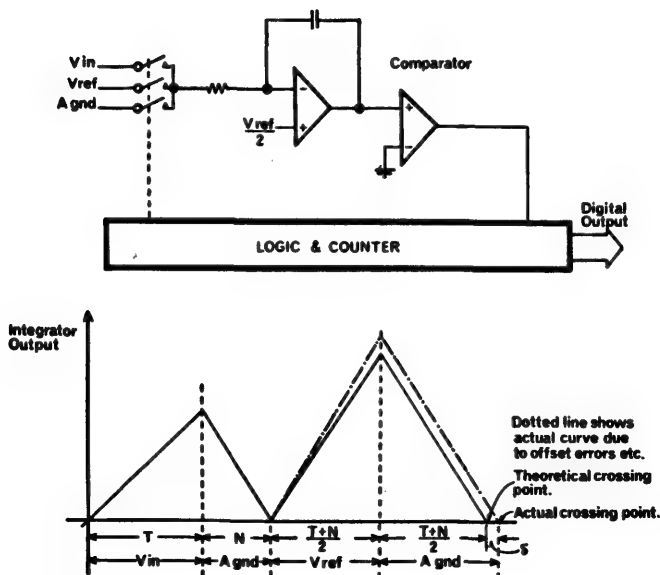 Vin
Vref
A gnd
Vref
2
-
+
Comparator
+
-
LOGIC & COUNTER
Digital
Output
Integrator
Output
Dotted line shows
actual curve due
to offset errors etc.
Theoretical crossing
point.
Actual crossing point.
T
N
T+N
2
T+N
2
S
Vin
A gnd
Vref
A gnd